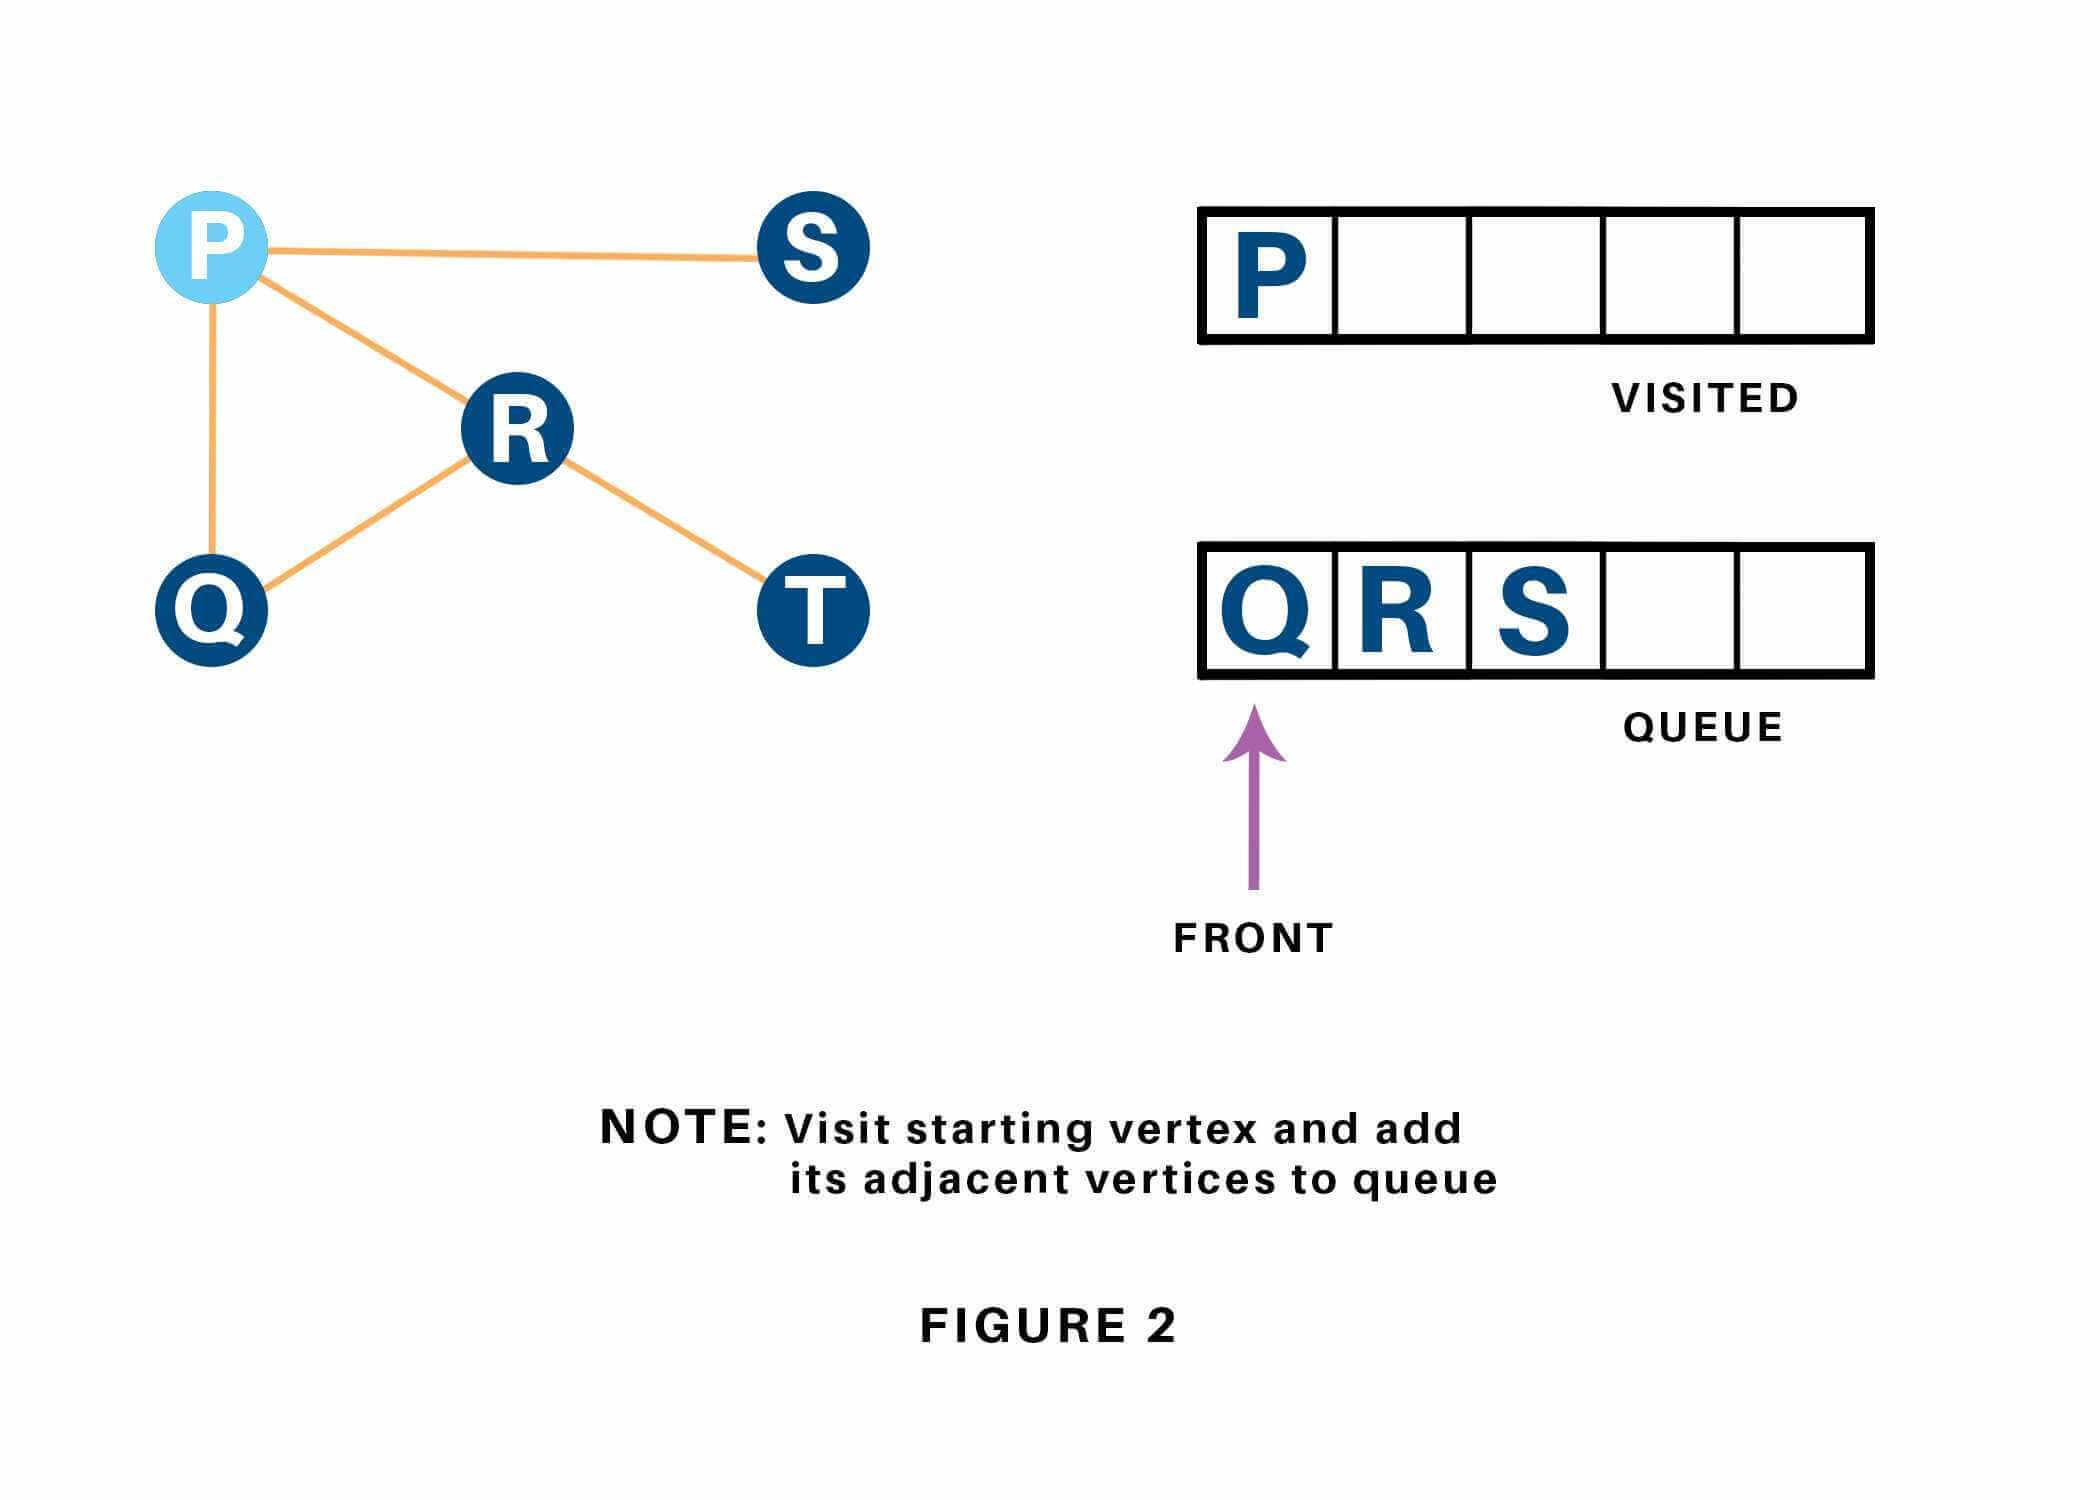 P
S
R
Q
T
P
VISITED
Q R S
QUEUE
FRONT
NOTE: Visit starting vertex and add
its adjacent vertices to queue
FIGURE 2